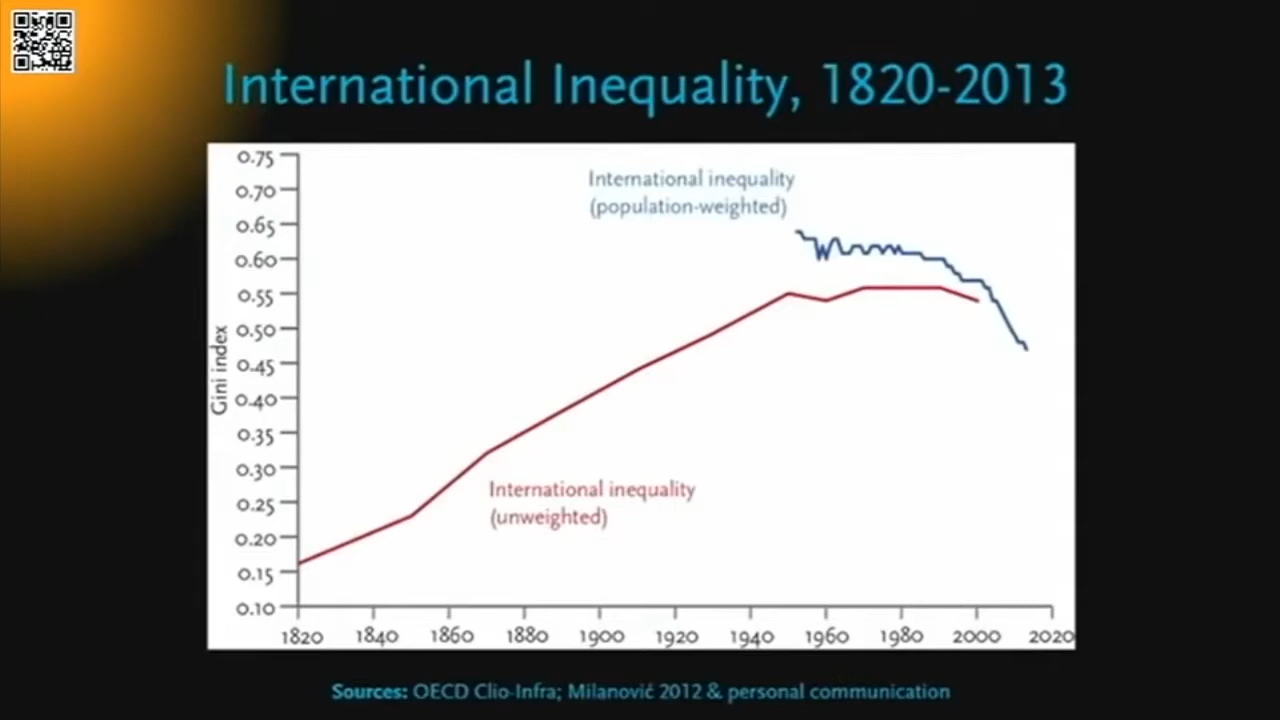 International Inequality, 1820-2013
International inequality
(population-weighted)
International inequality
(unweighted)
Gini index
0.75
0.70
0.65
0.60
0.55
0.50
0.45
0.40
0.35
0.30
0.25
0.20
0.15
0.10
1820 1840 1860 1880 1900 1920 1940 1960 1980 2000 2020
Sources: OECD Clio-Infra; Milanović 2012 & personal communication